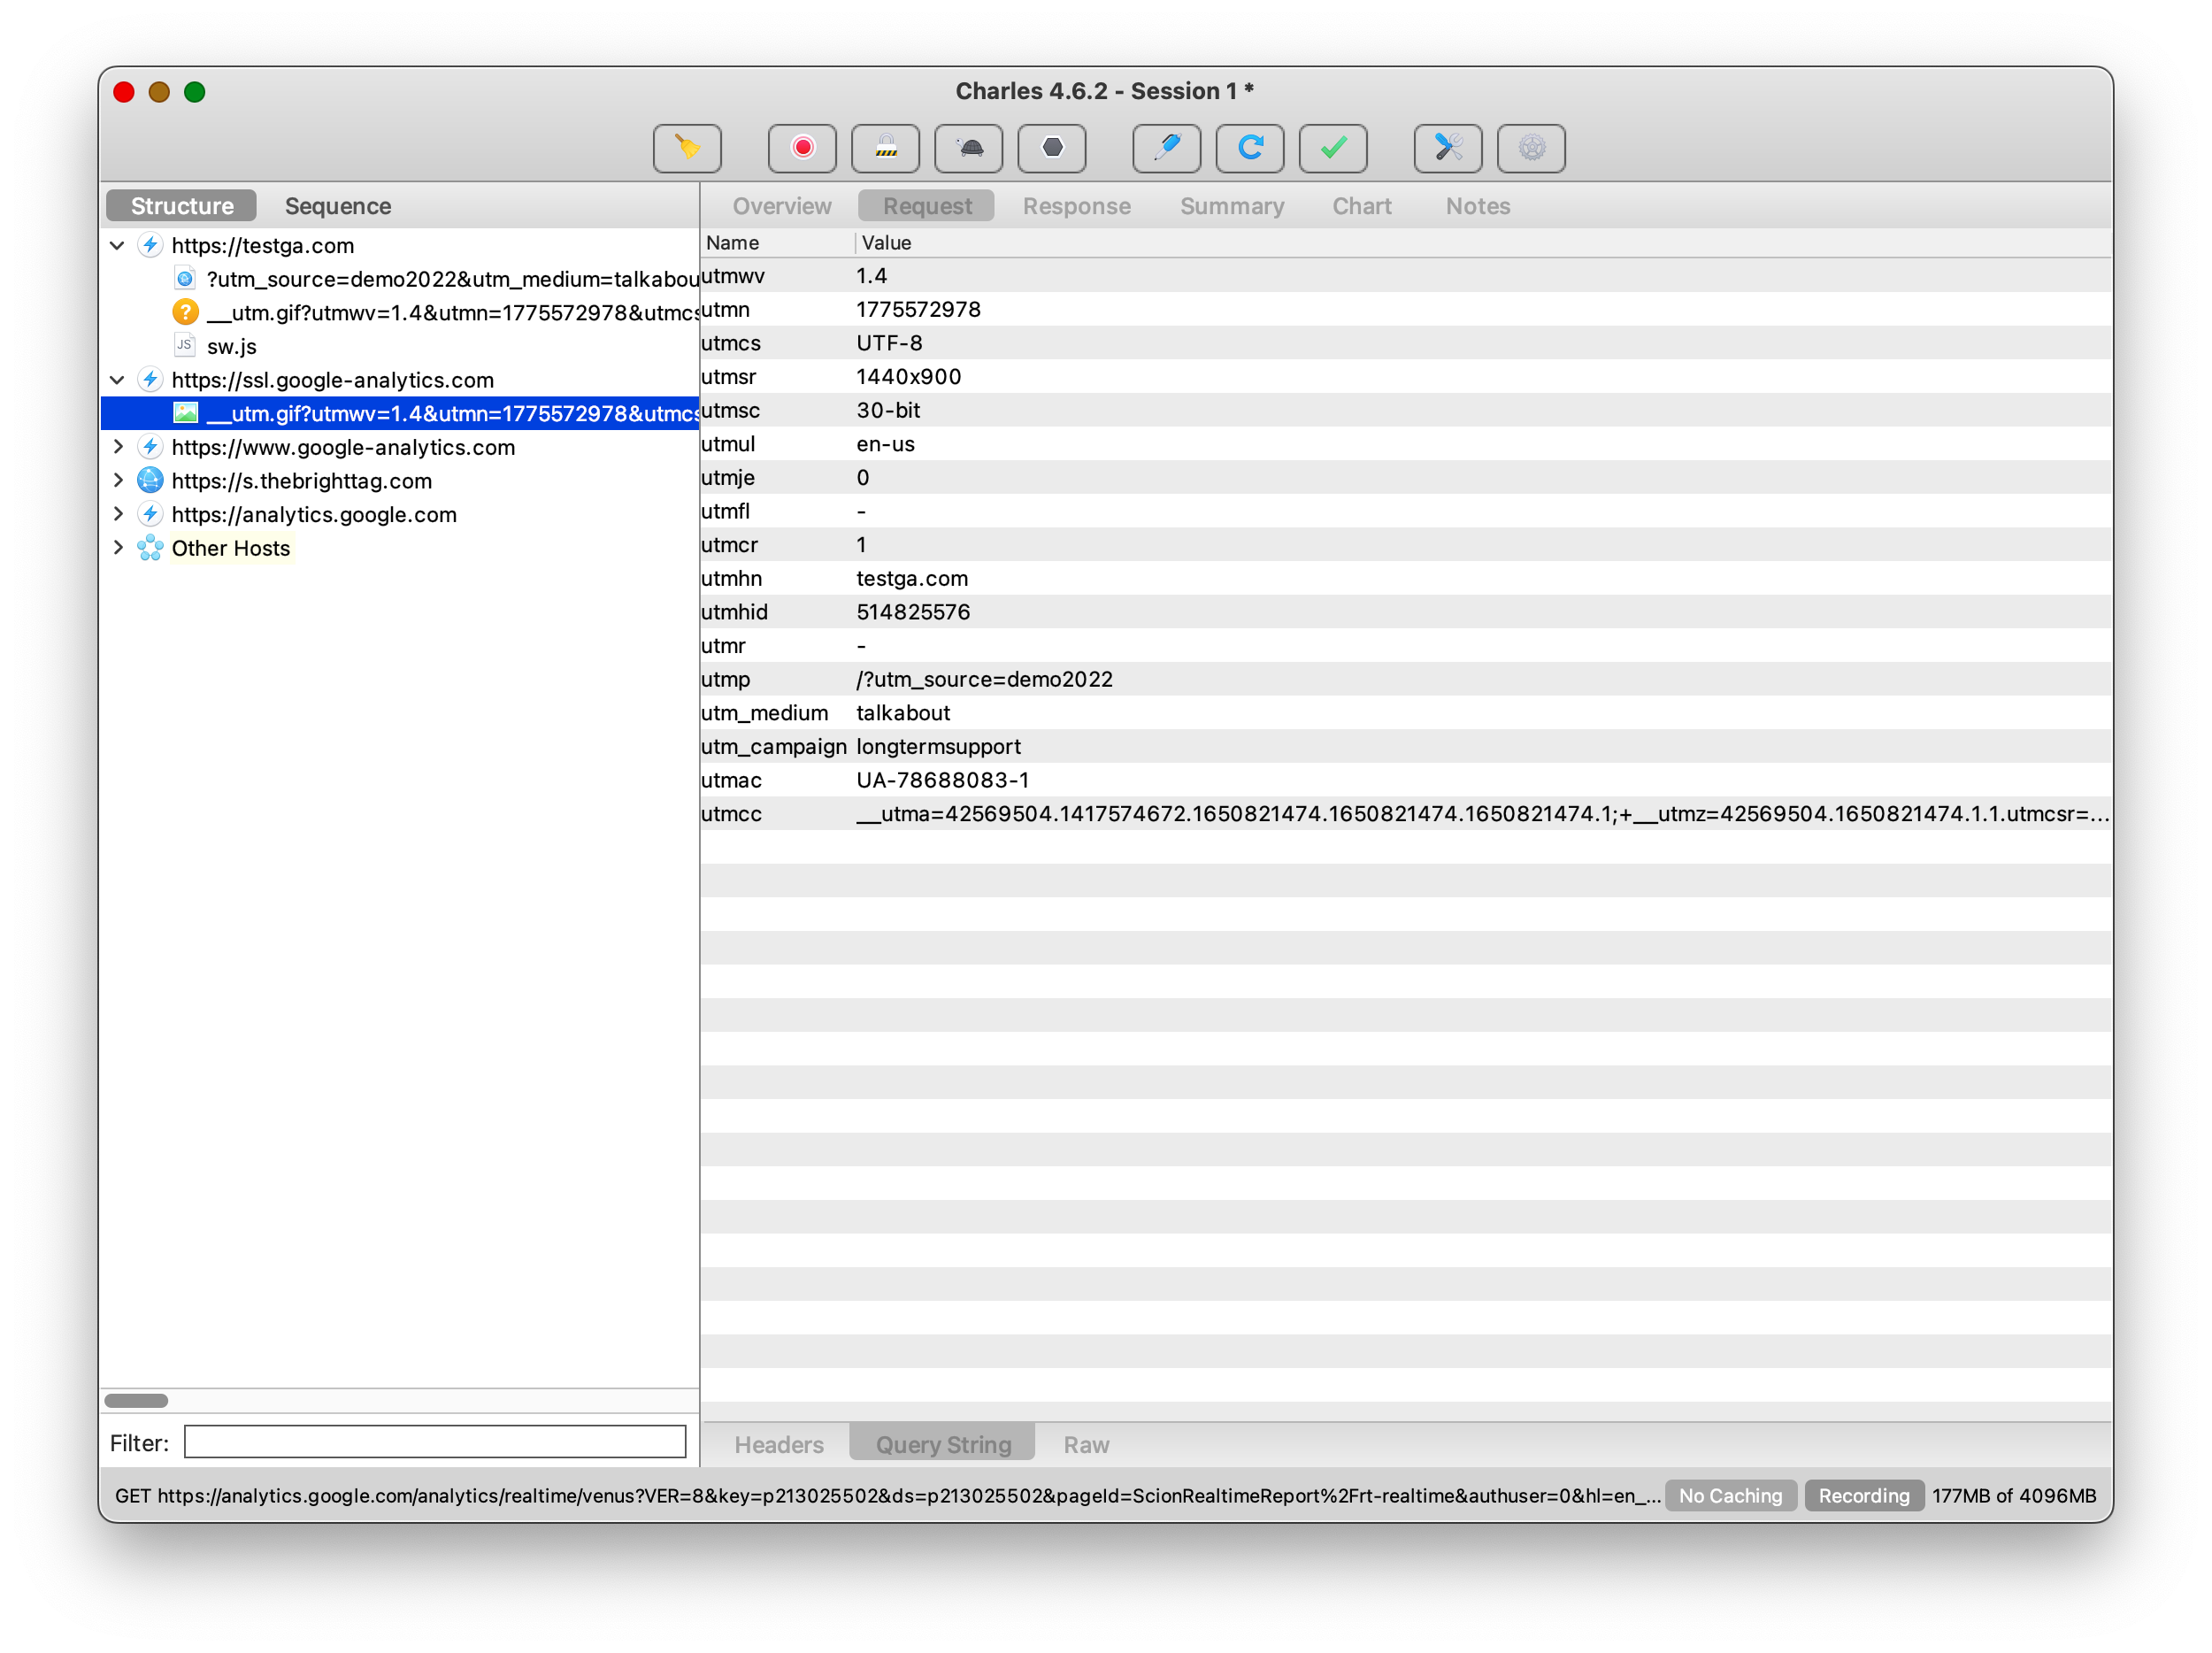 Charles 4.6.2 - Session 1 *
Structure Sequence
Overview Request Response Summary Chart Notes
https://testga.com
?utm_source=demo2022&utm_medium=talkabou
__utm.gif?utmwv=1.4&utmn=1775572978&utmcs
JS sw.js
https://ssl.google-analytics.com
__utm.gif?utmwv=1.4&utmn=1775572978&utmcs
https://www.google-analytics.com
https://s.thebrighttag.com
https://analytics.google.com
Other Hosts
Filter:
Name Value
utmwv 1.4
utmn 1775572978
utmcs UTF-8
utmsr 1440x900
utmsc 30-bit
utmul en-us
utmje 0
utmfl -
utmcr 1
utmhn testga.com
utmhid 514825576
utmr -
utmp /?utm_source=demo2022
utm_medium talkabout
utm_campaign longtermsupport
utmac UA-78688083-1
utmcc __utma=42569504.1417574672.1650821474.1650821474.1650821474.1;+__utmz=42569504.1650821474.1.1.utmcsr=...
Headers Query String Raw
GET https://analytics.google.com/analytics/realtime/venus?VER=8&key=p213025502&ds=p213025502&pageId=ScionRealtimeReport%2Frt-realtime&authuser=0&hl=en_... No Caching Recording 177MB of 4096MB